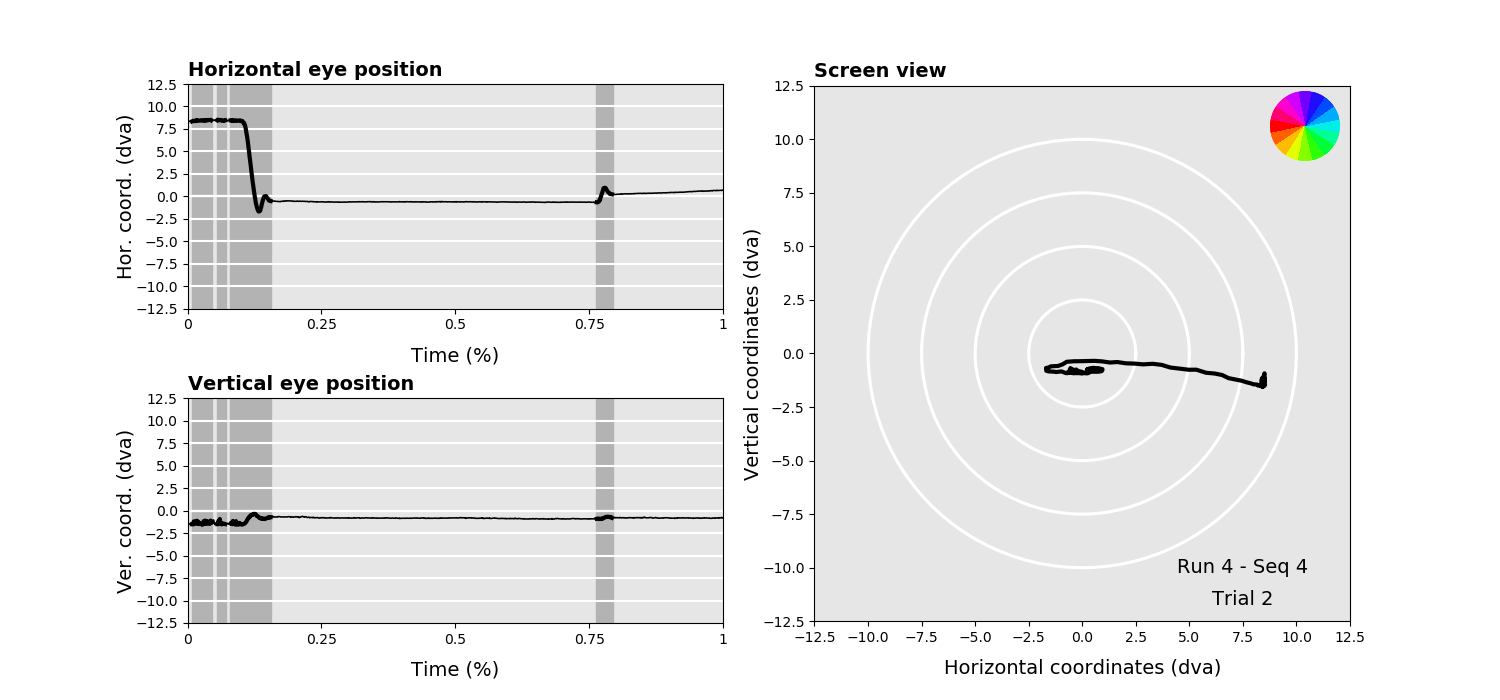 Horizontal eye position
12.5
10.0
7.5
5.0
2.5
0.0
−2.5
−5.0
−7.5
−10.0
−12.5
Hor. coord. (dva)
0 0.25 0.5 0.75 1
Time (%)
Vertical eye position
12.5
10.0
7.5
5.0
2.5
0.0
−2.5
−5.0
−7.5
−10.0
−12.5
Ver. coord. (dva)
0 0.25 0.5 0.75 1
Time (%)
Screen view
12.5
10.0
7.5
5.0
2.5
0.0
−2.5
−5.0
−7.5
−10.0
−12.5
Vertical coordinates (dva)
Run 4 - Seq 4
Trial 2
−12.5 −10.0 −7.5 −5.0 −2.5 0.0 2.5 5.0 7.5 10.0 12.5
Horizontal coordinates (dva)